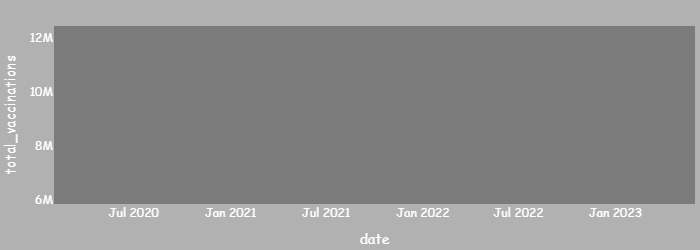 12M
10M
8M
6M
total_vaccinations
Jul 2020
Jan 2021
Jul 2021
Jan 2022
Jul 2022
Jan 2023
date